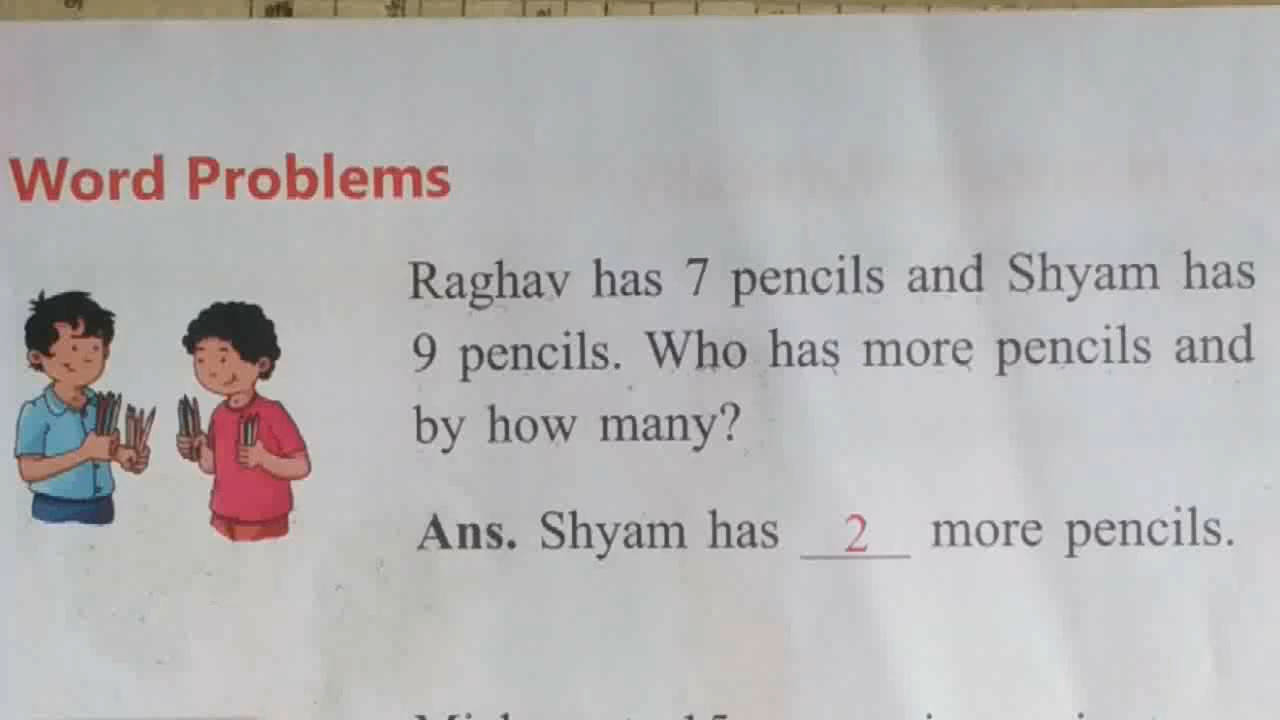 Word Problems
Raghav has 7 pencils and Shyam has
9 pencils. Who has more pencils and
by how many?
Ans. Shyam has 2 more pencils.